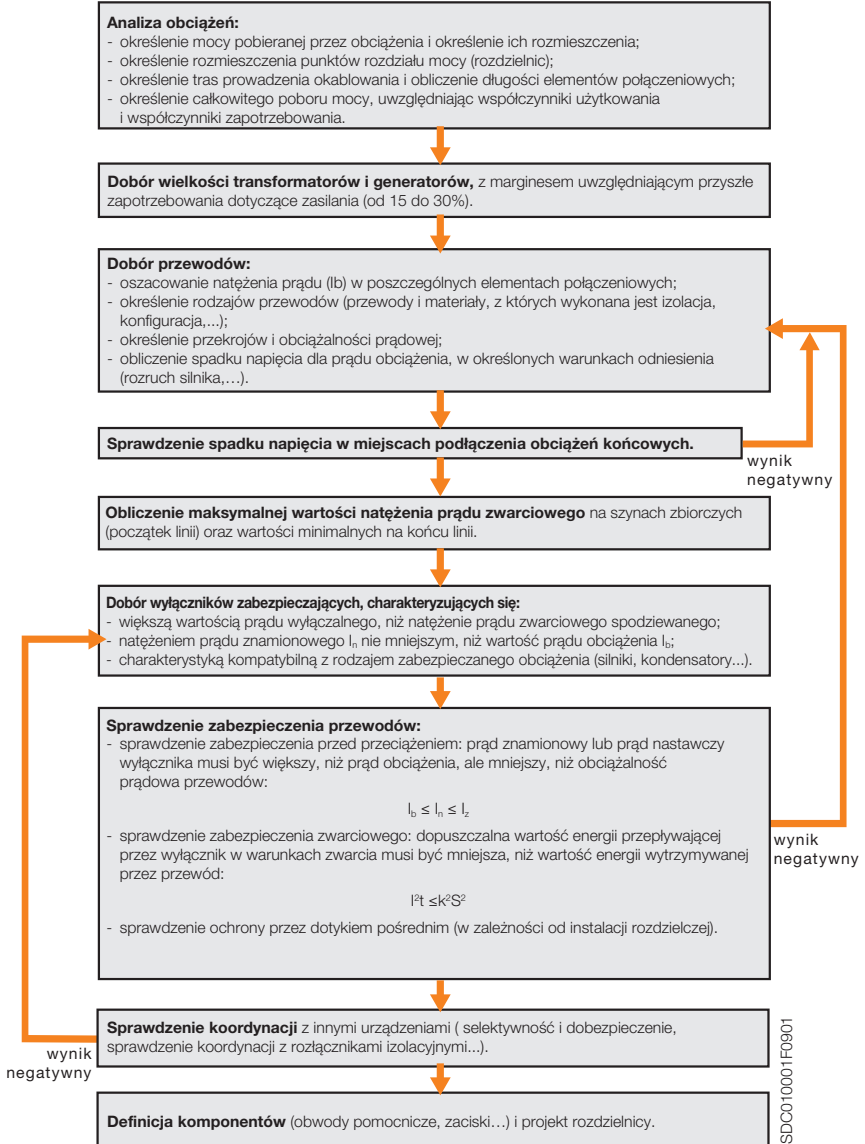 Analiza obciążeń:
- określenie mocy pobieranej przez obciążenia i określenie ich rozmieszczenia;
- określenie rozmieszczenia punktów rozdziału mocy (rozdzielnic);
- określenie tras prowadzenia okablowania i obliczenie długości elementów połączeniowych;
- określenie całkowitego poboru mocy, uwzględniając współczynniki użytkowania
i współczynniki zapotrzebowania.
Dobór wielkości transformatorów i generatorów, z marginesem uwzględniającym przyszłe
zapotrzebowania dotyczące zasilania (od 15 do 30%).
Dobór przewodów:
- oszacowanie natężenia prądu (Ib) w poszczególnych elementach połączeniowych;
- określenie rodzajów przewodów (przewody i materiały, z których wykonana jest izolacja,
konfiguracja,...);
- określenie przekrojów i obciążalności prądowej;
- obliczenie spadku napięcia dla prądu obciążenia, w określonych warunkach odniesienia
(rozruch silnika,…).
Sprawdzenie spadku napięcia w miejscach podłączenia obciążeń końcowych.
wynik
negatywny
Obliczenie maksymalnej wartości natężenia prądu zwarciowego na szynach zbiorczych
(początek linii) oraz wartości minimalnych na końcu linii.
Dobór wyłączników zabezpieczających, charakteryzujących się:
- większą wartością prądu wyłączalnego, niż natężenie prądu zwarciowego spodziewanego;
- natężeniem prądu znamionowego Iₙ nie mniejszym, niż wartość prądu obciążenia I_b;
- charakterystyką kompatybilną z rodzajem zabezpieczanego obciążenia (silniki, kondensatory...).
Sprawdzenie zabezpieczenia przewodów:
- sprawdzenie zabezpieczenia przed przeciążeniem: prąd znamionowy lub prąd nastawczy
wyłącznika musi być większy, niż prąd obciążenia, ale mniejszy, niż obciążalność
prądowa przewodów:
I_b ≤ I_n ≤ I_z
- sprawdzenie zabezpieczenia zwarciowego: dopuszczalna wartość energii przepływającej
przez wyłącznik w warunkach zwarcia musi być mniejsza, niż wartość energii wytrzymywanej
przez przewód:
I²t ≤k²S²
- sprawdzenie ochrony przez dotykiem pośrednim (w zależności od instalacji rozdzielczej).
wynik
negatywny
Sprawdzenie koordynacji z innymi urządzeniami ( selektywność i dobezpieczenie,
sprawdzenie koordynacji z rozłącznikami izolacyjnymi...).
wynik
negatywny
Definicja komponentów (obwody pomocnicze, zaciski…) i projekt rozdzielnicy.
SDC010001F0901